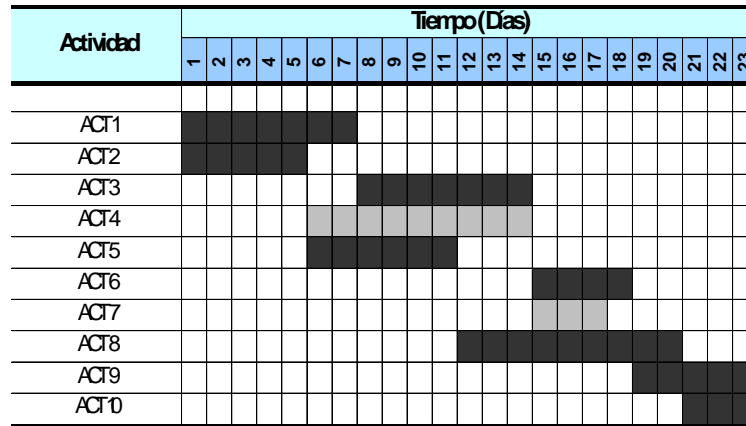 Actividad
Tiempo (Días)
1 2 3 4 5 6 7 8 9 10 11 12 13 14 15 16 17 18 19 20 21 22 23
ACT1
ACT2
ACT3
ACT4
ACT5
ACT6
ACT7
ACT8
ACT9
ACT10